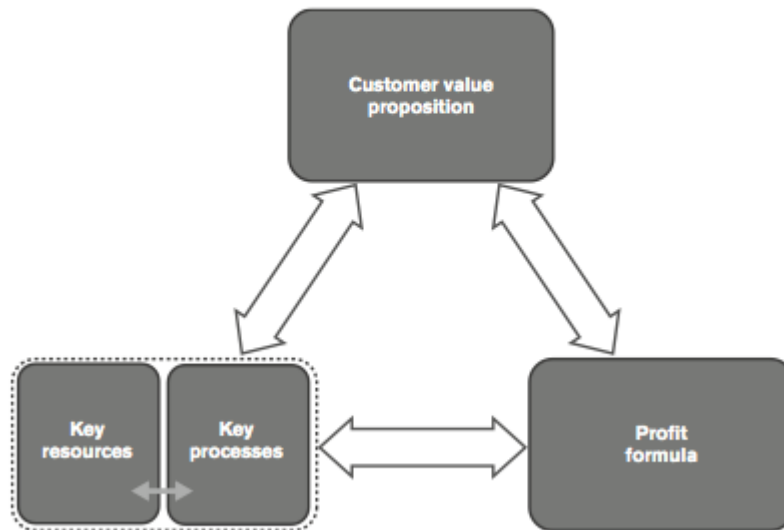 Customer value
proposition
Key
resources
Key
processes
Profit
formula